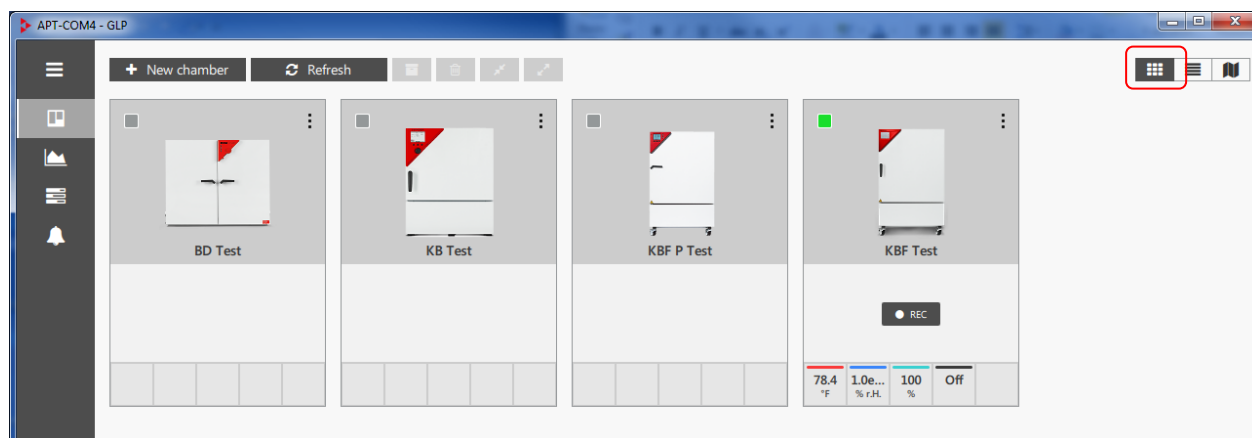 APT-COM4 - GLP
+ New chamber Refresh
BD Test KB Test KBF P Test KBF Test
REC
78.4 1.0e... 100 Off
°F % r.H. %